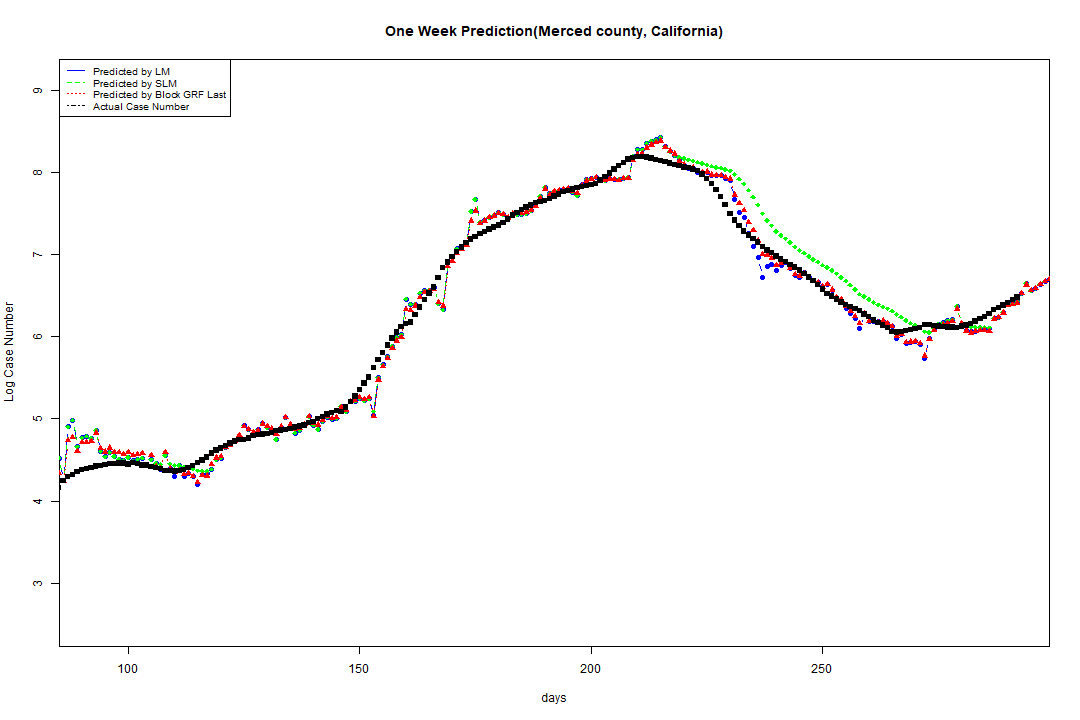 One Week Prediction(Merced county, California)
Predicted by LM
Predicted by SLM
Predicted by Block GRF Last
Actual Case Number
9
8
7
6
5
4
3
Log Case Number
100 150 200 250
days